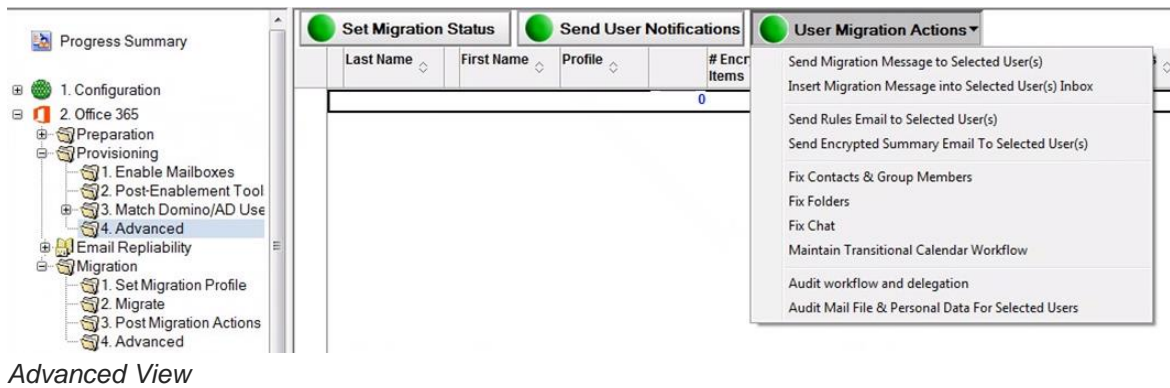 Progress Summary
1. Configuration
2. Office 365
Preparation
Provisioning
1. Enable Mailboxes
2. Post-Enablement Tool
3. Match Domino/AD Use
4. Advanced
Email Repliability
Migration
1. Set Migration Profile
2. Migrate
3. Post Migration Actions
4. Advanced
Set Migration Status
Send User Notifications
User Migration Actions
Last Name
First Name
Profile
# Encr
Items
0
Send Migration Message to Selected User(s)
Insert Migration Message into Selected User(s) Inbox
Send Rules Email to Selected User(s)
Send Encrypted Summary Email To Selected User(s)
Fix Contacts & Group Members
Fix Folders
Fix Chat
Maintain Transitional Calendar Workflow
Audit workflow and delegation
Audit Mail File & Personal Data For Selected Users
Advanced View